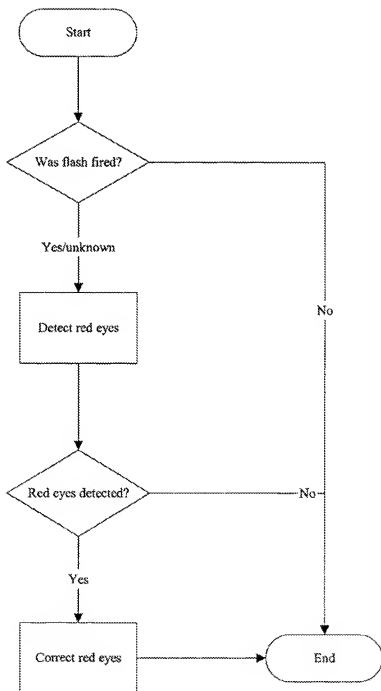 Start
Was flash fired?
Yes/unknown
No
Detect red eyes
Red eyes detected?
No
Yes
Correct red eyes
End